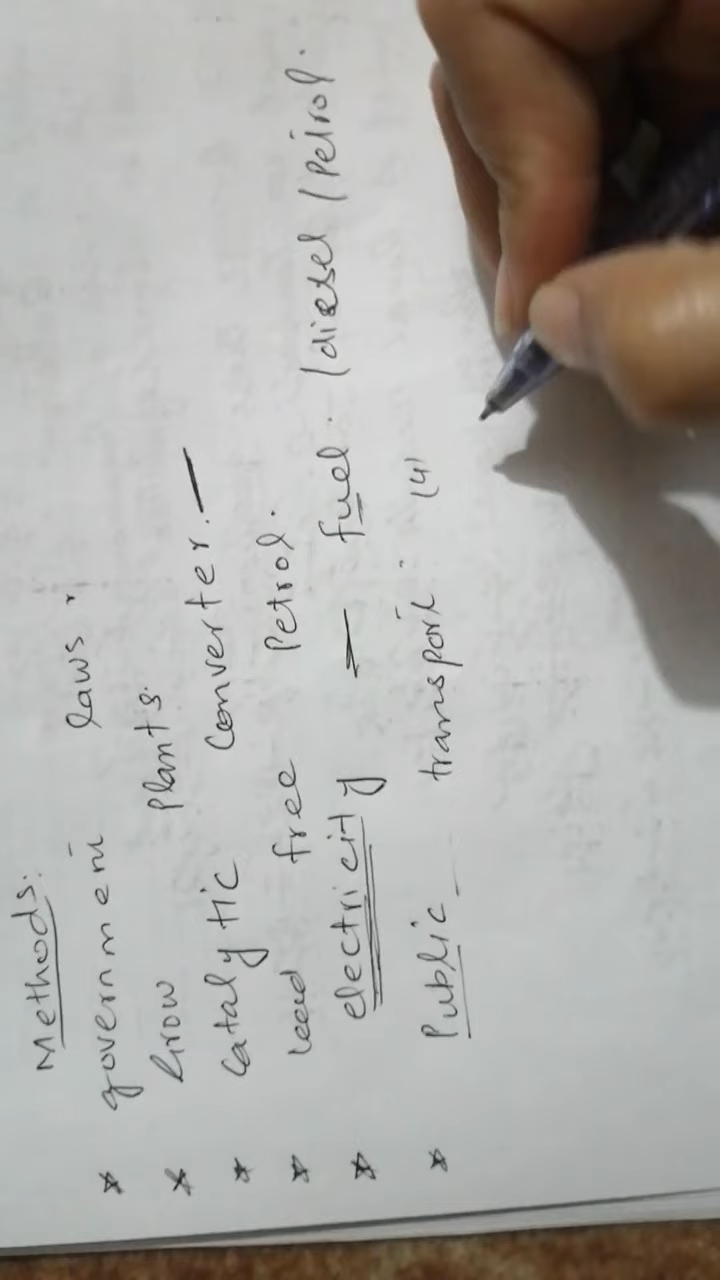 Methods:
* government laws.
* Grow Plants.
* Catalytic Converter. —
* lead free Petrol.
* electricity — fuel. (diesel / Petrol.
* Public transport. (4)